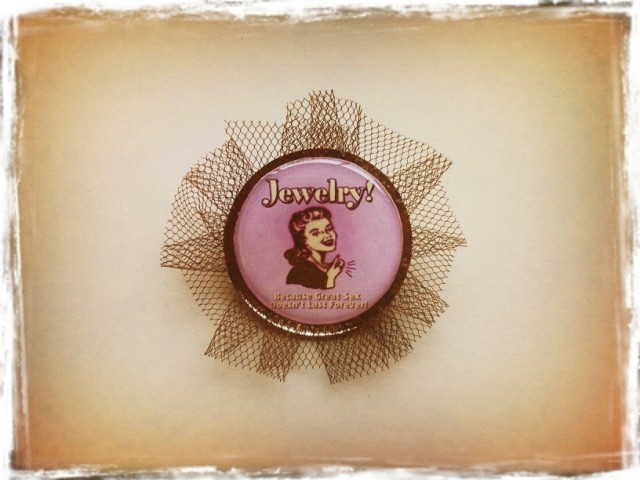 Jewelry!
Because Great Sex
Doesn't Last Forever!